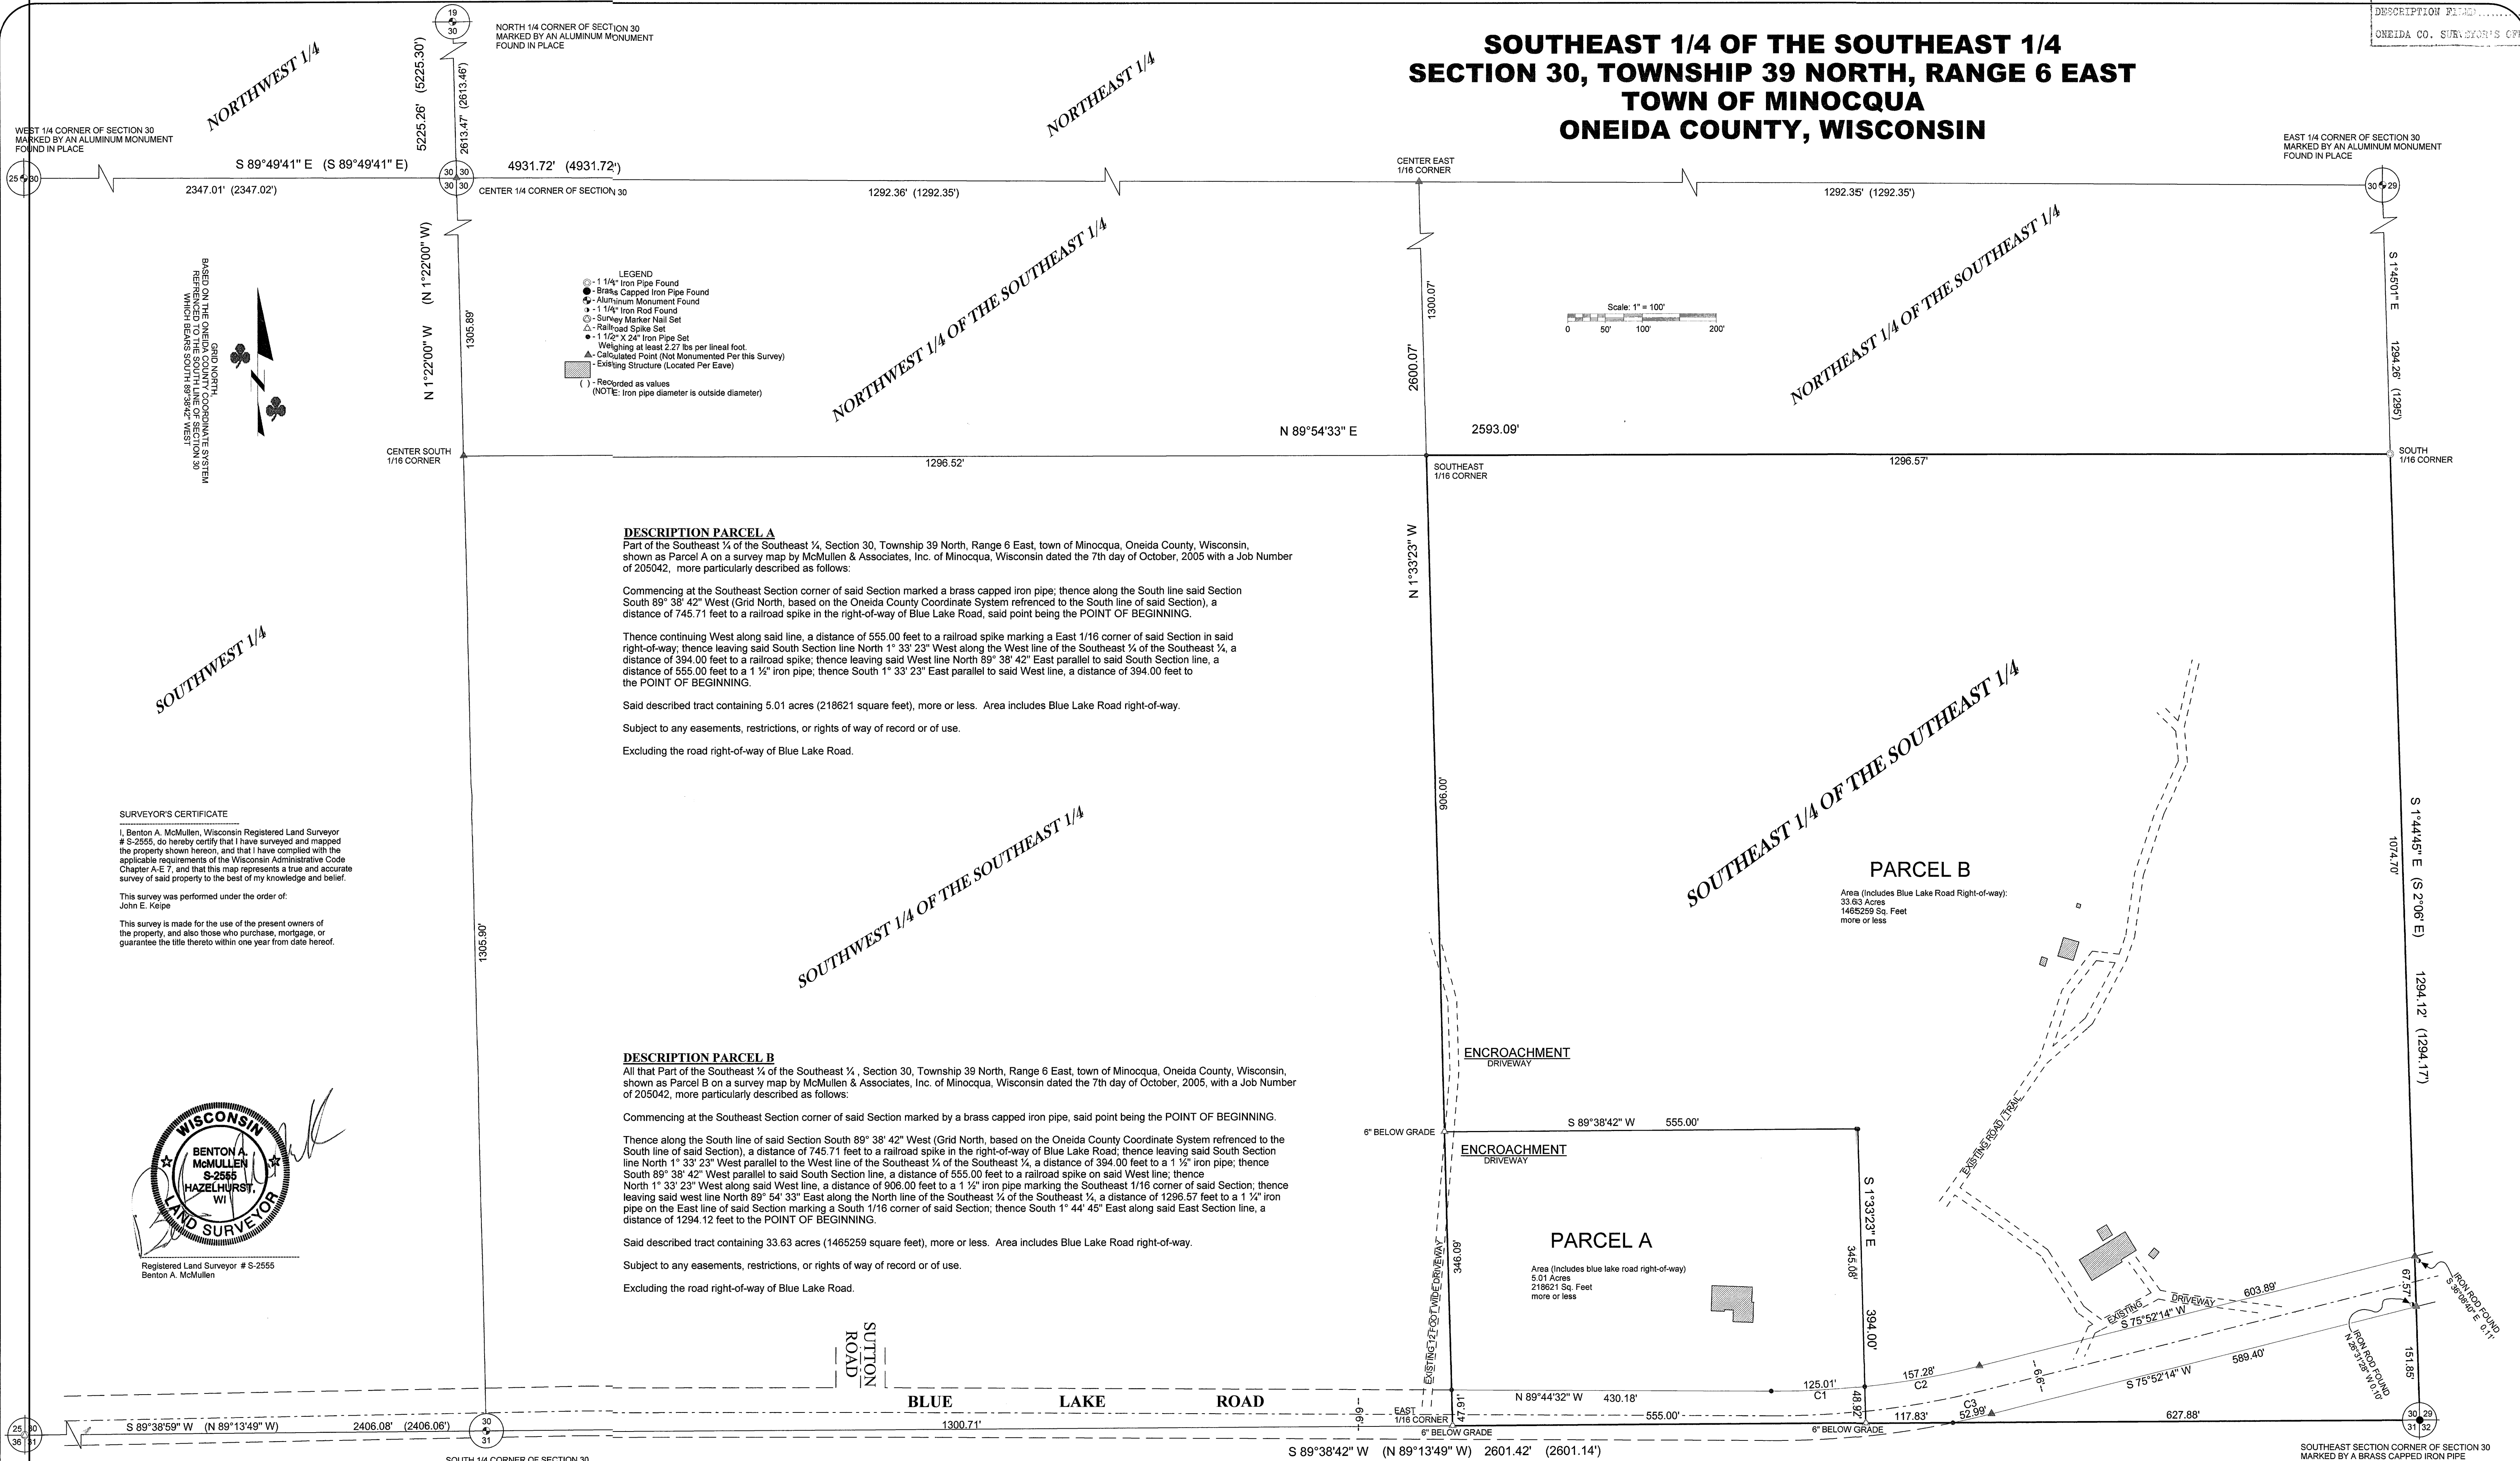 DESCRIPTION FILED
ONEIDA CO. SURVEYOR'S
SOUTHEAST 1/4 OF THE SOUTHEAST 1/4
SECTION 30, TOWNSHIP 39 NORTH, RANGE 6 EAST
TOWN OF MINOCQUA
ONEIDA COUNTY, WISCONSIN
19
30
NORTH 1/4 CORNER OF SECTION 30
MARKED BY AN ALUMINUM MONUMENT
FOUND IN PLACE
NORTHWEST 1/4
NORTHEAST 1/4
5225.26' (5225.30')
2613.47' (2613.46')
WEST 1/4 CORNER OF SECTION 30
MARKED BY AN ALUMINUM MONUMENT
FOUND IN PLACE
25 30
S 89°49'41" E (S 89°49'41" E)
4931.72' (4931.72')
2347.01' (2347.02')
30 30
30 30
CENTER 1/4 CORNER OF SECTION 30
1292.36' (1292.35')
CENTER EAST
1/16 CORNER
1292.35' (1292.35')
EAST 1/4 CORNER OF SECTION 30
MARKED BY AN ALUMINUM MONUMENT
FOUND IN PLACE
30 29
GRID NORTH,
BASED ON THE ONEIDA COUNTY COORDINATE SYSTEM
REFRENCED TO THE SOUTH LINE OF SECTION 30
WHICH BEARS SOUTH 89°38'42" WEST
N
N 1°22'00" W (N 1°22'00" W)
1305.89'
LEGEND
- 1 1/4" Iron Pipe Found
- Brass Capped Iron Pipe Found
- Aluminum Monument Found
- 1 1/4" Iron Rod Found
- Survey Marker Nail Set
- Railroad Spike Set
- 1 1/2" X 24" Iron Pipe Set
Weighing at least 2.27 lbs per lineal foot.
- Calculated Point (Not Monumented Per this Survey)
- Existing Structure (Located Per Eave)
( ) - Recorded as values
(NOTE: Iron pipe diameter is outside diameter)
NORTHWEST 1/4 OF THE SOUTHEAST 1/4
1300.07'
2600.07'
Scale: 1" = 100'
0 50' 100' 200'
NORTHEAST 1/4 OF THE SOUTHEAST 1/4
S 1°45'01" E 1294.26' (1295')
N 89°54'33" E 2593.09'
CENTER SOUTH
1/16 CORNER
1296.52'
SOUTHEAST
1/16 CORNER
1296.57'
SOUTH
1/16 CORNER
DESCRIPTION PARCEL A
Part of the Southeast ¼ of the Southeast ¼, Section 30, Township 39 North, Range 6 East, town of Minocqua, Oneida County, Wisconsin,
shown as Parcel A on a survey map by McMullen & Associates, Inc. of Minocqua, Wisconsin dated the 7th day of October, 2005 with a Job Number
of 205042, more particularly described as follows:
Commencing at the Southeast Section corner of said Section marked a brass capped iron pipe; thence along the South line said Section
South 89° 38' 42" West (Grid North, based on the Oneida County Coordinate System refrenced to the South line of said Section), a
distance of 745.71 feet to a railroad spike in the right-of-way of Blue Lake Road, said point being the POINT OF BEGINNING.
Thence continuing West along said line, a distance of 555.00 feet to a railroad spike marking a East 1/16 corner of said Section in said
right-of-way; thence leaving said South Section line North 1° 33' 23" West along the West line of the Southeast ¼ of the Southeast ¼, a
distance of 394.00 feet to a railroad spike; thence leaving said West line North 89° 38' 42" East parallel to said South Section line, a
distance of 555.00 feet to a 1 ½" iron pipe; thence South 1° 33' 23" East parallel to said West line, a distance of 394.00 feet to
the POINT OF BEGINNING.
Said described tract containing 5.01 acres (218621 square feet), more or less. Area includes Blue Lake Road right-of-way.
Subject to any easements, restrictions, or rights of way of record or of use.
Excluding the road right-of-way of Blue Lake Road.
SOUTHWEST 1/4
N 1°33'23" W
906.00'
SOUTHEAST 1/4 OF THE SOUTHEAST 1/4
SURVEYOR'S CERTIFICATE
I, Benton A. McMullen, Wisconsin Registered Land Surveyor
# S-2555, do hereby certify that I have surveyed and mapped
the property shown hereon, and that I have complied with the
applicable requirements of the Wisconsin Administrative Code
Chapter A-E 7, and that this map represents a true and accurate
survey of said property to the best of my knowledge and belief.
This survey was performed under the order of:
John E. Keipe
This survey is made for the use of the present owners of
the property, and also those who purchase, mortgage, or
guarantee the title thereto within one year from date hereof.
1305.90'
SOUTHWEST 1/4 OF THE SOUTHEAST 1/4
PARCEL B
Area (Includes Blue Lake Road Right-of-way):
33.63 Acres
1465259 Sq. Feet
more or less
1074.70'
S 1°44'45" E (S 2°06' E) 1294.12' (1294.17')
DESCRIPTION PARCEL B
All that Part of the Southeast ¼ of the Southeast ¼ , Section 30, Township 39 North, Range 6 East, town of Minocqua, Oneida County, Wisconsin,
shown as Parcel B on a survey map by McMullen & Associates, Inc. of Minocqua, Wisconsin dated the 7th day of October, 2005, with a Job Number
of 205042, more particularly described as follows:
Commencing at the Southeast Section corner of said Section marked by a brass capped iron pipe, said point being the POINT OF BEGINNING.
Thence along the South line of said Section South 89° 38' 42" West (Grid North, based on the Oneida County Coordinate System refrenced to the
South line of said Section), a distance of 745.71 feet to a railroad spike in the right-of-way of Blue Lake Road; thence leaving said South Section
line North 1° 33' 23" West parallel to the West line of the Southeast ¼ of the Southeast ¼, a distance of 394.00 feet to a 1 ½" iron pipe; thence
South 89° 38' 42" West parallel to said South Section line, a distance of 555.00 feet to a railroad spike on said West line; thence
North 1° 33' 23" West along said West line, a distance of 906.00 feet to a 1 ½" iron pipe marking the Southeast 1/16 corner of said Section; thence
leaving said west line North 89° 54' 33" East along the North line of the Southeast ¼ of the Southeast ¼, a distance of 1296.57 feet to a 1 ¼" iron
pipe on the East line of said Section marking a South 1/16 corner of said Section; thence South 1° 44' 45" East along said East Section line, a
distance of 1294.12 feet to the POINT OF BEGINNING.
Said described tract containing 33.63 acres (1465259 square feet), more or less. Area includes Blue Lake Road right-of-way.
Subject to any easements, restrictions, or rights of way of record or of use.
Excluding the road right-of-way of Blue Lake Road.
WISCONSIN
BENTON A.
McMULLEN
S-2555
HAZELHURST,
WI
LAND SURVEYOR
Registered Land Surveyor # S-2555
Benton A. McMullen
ENCROACHMENT
DRIVEWAY
6" BELOW GRADE
S 89°38'42" W 555.00'
ENCROACHMENT
DRIVEWAY
EXISTING ROAD / TRAIL
PARCEL A
Area (Includes blue lake road right-of-way)
5.01 Acres
218621 Sq. Feet
more or less
EXISTING 12 FOOT WIDE DRIVEWAY
346.09'
345.08'
S 1°33'23" E 394.00'
EXISTING DRIVEWAY
S 75°52'14" W 603.89'
67.57'
IRON ROD FOUND
S 36°08'40" E 0.11'
IRON ROD FOUND
N 26°31'28" W 0.10'
151.85'
SUTTON
ROAD
BLUE LAKE ROAD
N 89°44'32" W 430.18'
125.01'
C1
157.28'
C2
-66-
S 75°52'14" W 589.40'
-66-
EAST
1/16 CORNER
47.91'
555.00'
48.92'
117.83'
C3
52.99'
627.88'
25 30
36 31
S 89°38'59" W (N 89°13'49" W) 2406.08' (2406.06')
30
31
1300.71'
6" BELOW GRADE
6" BELOW GRADE
30 29
31 32
S 89°38'42" W (N 89°13'49" W) 2601.42' (2601.14')
SOUTH 1/4 CORNER OF SECTION 30
SOUTHEAST SECTION CORNER OF SECTION 30
MARKED BY A BRASS CAPPED IRON PIPE